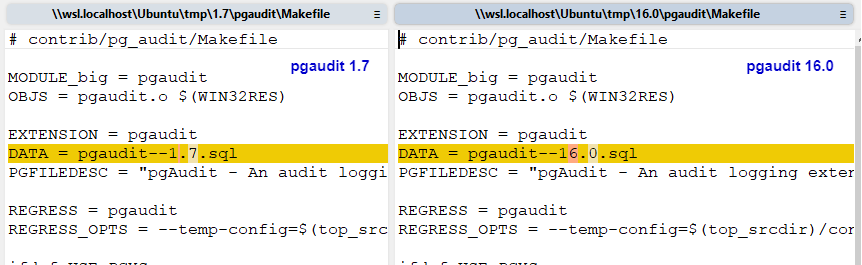 \\wsl.localhost\Ubuntu\tmp\1.7\pgaudit\Makefile
# contrib/pg_audit/Makefile
pgaudit 1.7
MODULE_big = pgaudit
OBJS = pgaudit.o $(WIN32RES)
EXTENSION = pgaudit
DATA = pgaudit--1.7.sql
PGFILEDESC = "pgAudit - An audit loggi
REGRESS = pgaudit
REGRESS_OPTS = --temp-config=$(top_src
\\wsl.localhost\Ubuntu\tmp\16.0\pgaudit\Makefile
# contrib/pg_audit/Makefile
pgaudit 16.0
MODULE_big = pgaudit
OBJS = pgaudit.o $(WIN32RES)
EXTENSION = pgaudit
DATA = pgaudit--16.0.sql
PGFILEDESC = "pgAudit - An audit logging exter
REGRESS = pgaudit
REGRESS_OPTS = --temp-config=$(top_srcdir)/cor